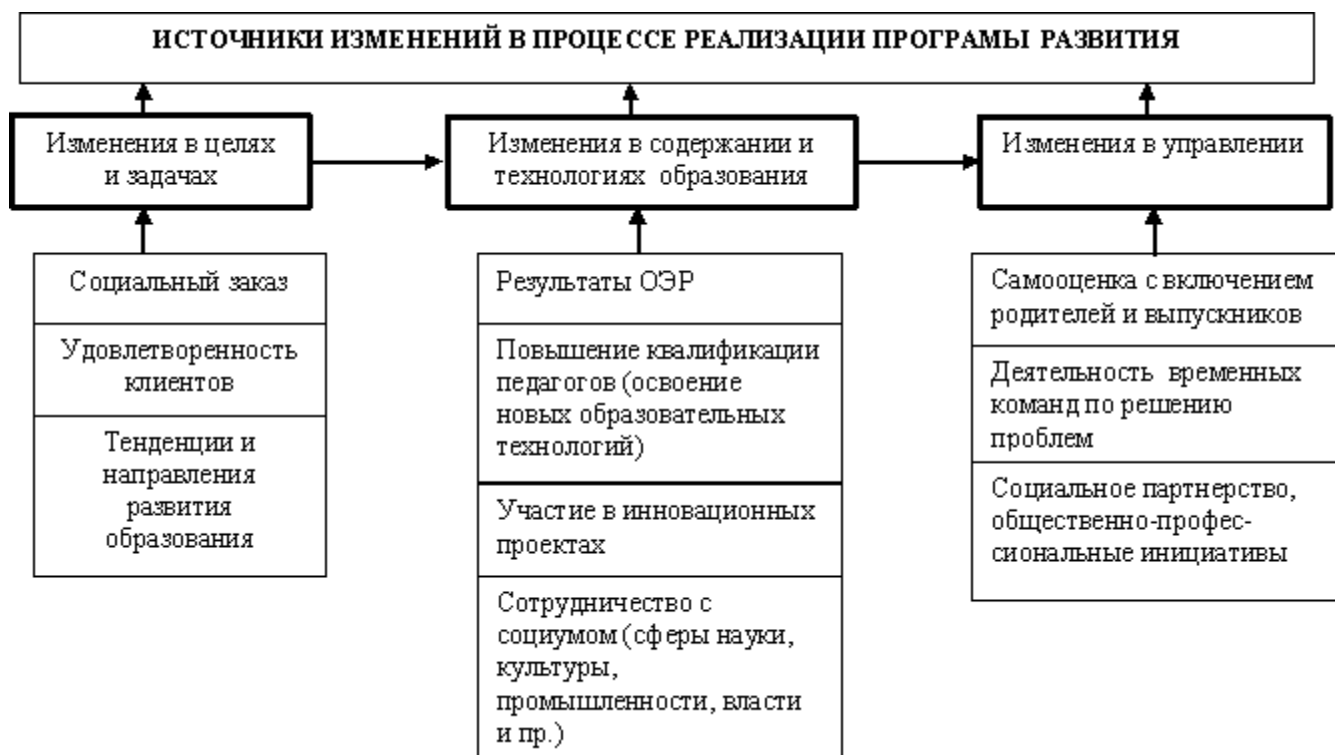 ИСТОЧНИКИ ИЗМЕНЕНИЙ В ПРОЦЕССЕ РЕАЛИЗАЦИИ ПРОГРАМЫ РАЗВИТИЯ
Изменения в целях
и задачах
Изменения в содержании и
технологиях образования
Изменения в управлении
Социальный заказ
Удовлетворенность
клиентов
Тенденции и
направления
развития
образования
Результаты ОЭР
Повышение квалификации
педагогов (освоение
новых образовательных
технологий)
Участие в инновационных
проектах
Сотрудничество с
социумом (сферы науки,
культуры,
промышленности, власти
и пр.)
Самооценка с включением
родителей и выпускников
Деятельность временных
команд по решению
проблем
Социальное партнерство,
общественно-профес-
сиональные инициативы